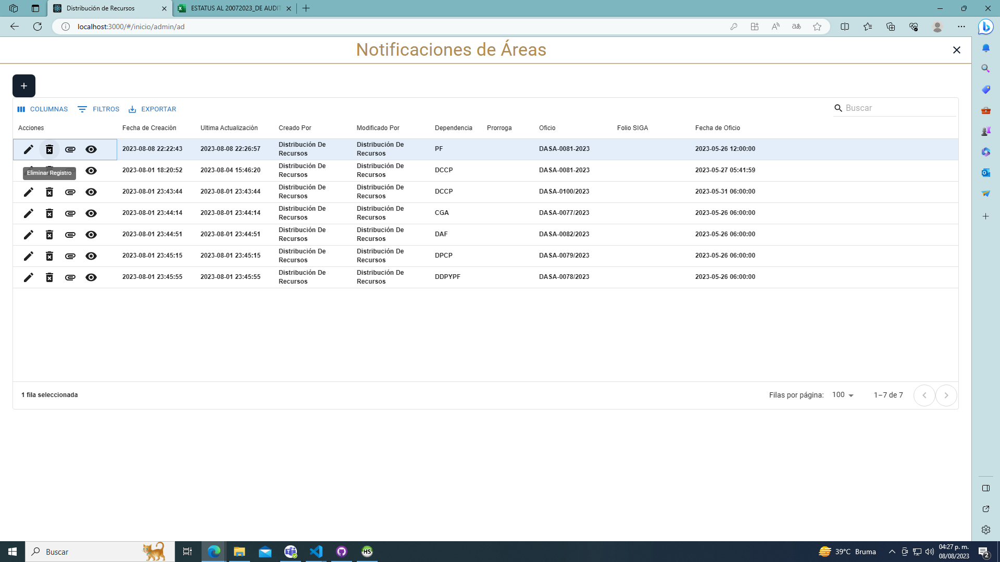 Distribución de Recursos
ESTATUS AL 20072023_DE AUDIT
localhost:3000/#/inicio/admin/ad
Notificaciones de Áreas
COLUMNAS FILTROS EXPORTAR Buscar
Acciones Fecha de Creación Ultima Actualización Creado Por Modificado Por Dependencia Prorroga Oficio Folio SIGA Fecha de Oficio
2023-08-08 22:22:43 2023-08-08 22:26:57 Distribución De Recursos Distribución De Recursos PF DASA-0081-2023 2023-05-26 12:00:00
Eliminar Registro
2023-08-01 18:20:52 2023-08-04 15:46:20 Distribución De Recursos Distribución De Recursos DCCP DASA-0081-2023 2023-05-27 05:41:59
2023-08-01 23:43:44 2023-08-01 23:43:44 Distribución De Recursos Distribución De Recursos DCCP DASA-0100/2023 2023-05-31 06:00:00
2023-08-01 23:44:14 2023-08-01 23:44:14 Distribución De Recursos Distribución De Recursos CGA DASA-0077/2023 2023-05-26 06:00:00
2023-08-01 23:44:51 2023-08-01 23:44:51 Distribución De Recursos Distribución De Recursos DAF DASA-0082/2023 2023-05-26 06:00:00
2023-08-01 23:45:15 2023-08-01 23:45:15 Distribución De Recursos Distribución De Recursos DPCP DASA-0079/2023 2023-05-26 06:00:00
2023-08-01 23:45:55 2023-08-01 23:45:55 Distribución De Recursos Distribución De Recursos DDPYPF DASA-0078/2023 2023-05-26 06:00:00
1 fila seleccionada Filas por página: 100 1–7 de 7
Buscar
HS
39°C Bruma
04:27 p. m.
08/08/2023
2